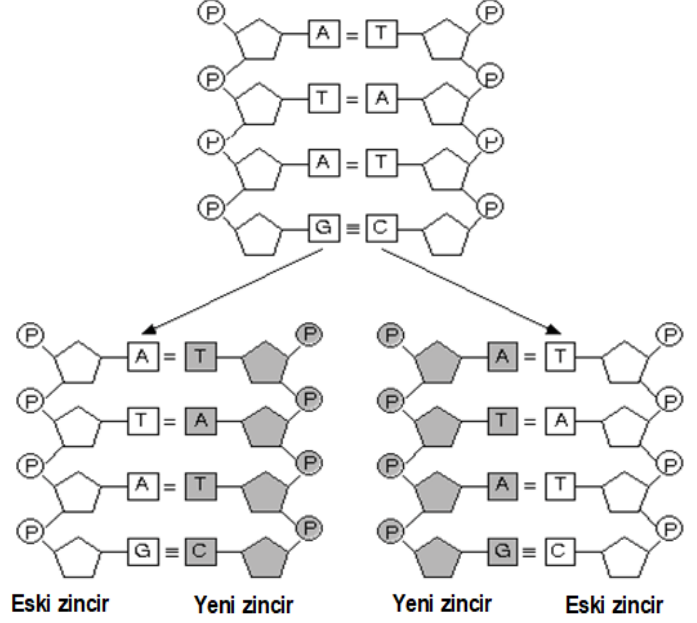 P A = T P
P T = A P
P A = T P
P G ≡ C P
P A = T P
P T = A P
P A = T P
P G ≡ C P
P A = T P
P T = A P
P A = T P
P G ≡ C P
Eski zincir Yeni zincir Yeni zincir Eski zincir